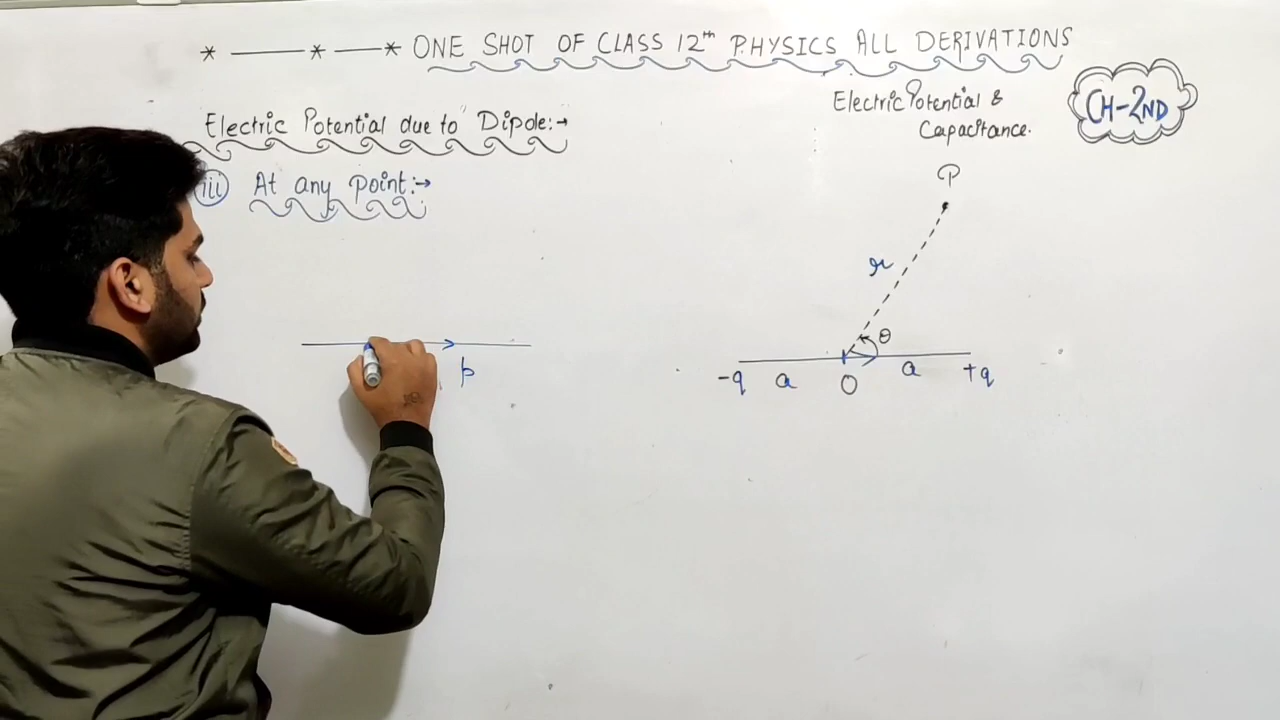 * —— * — * ONE SHOT OF CLASS 12th PHYSICS ALL DERIVATIONS
Electric Potential &
Capacitance.
CH-2ND
Electric Potential due to Dipole:→
iii) At any point:→
P
r
θ
p
-q a O a +q